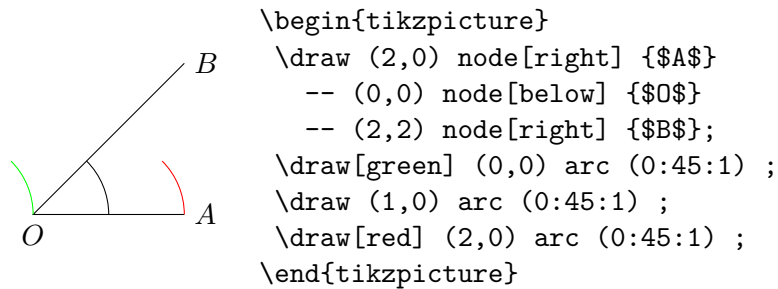 B
A
O
\begin{tikzpicture}
\draw (2,0) node[right] {$A$}
-- (0,0) node[below] {$O$}
-- (2,2) node[right] {$B$};
\draw[green] (0,0) arc (0:45:1) ;
\draw (1,0) arc (0:45:1) ;
\draw[red] (2,0) arc (0:45:1) ;
\end{tikzpicture}